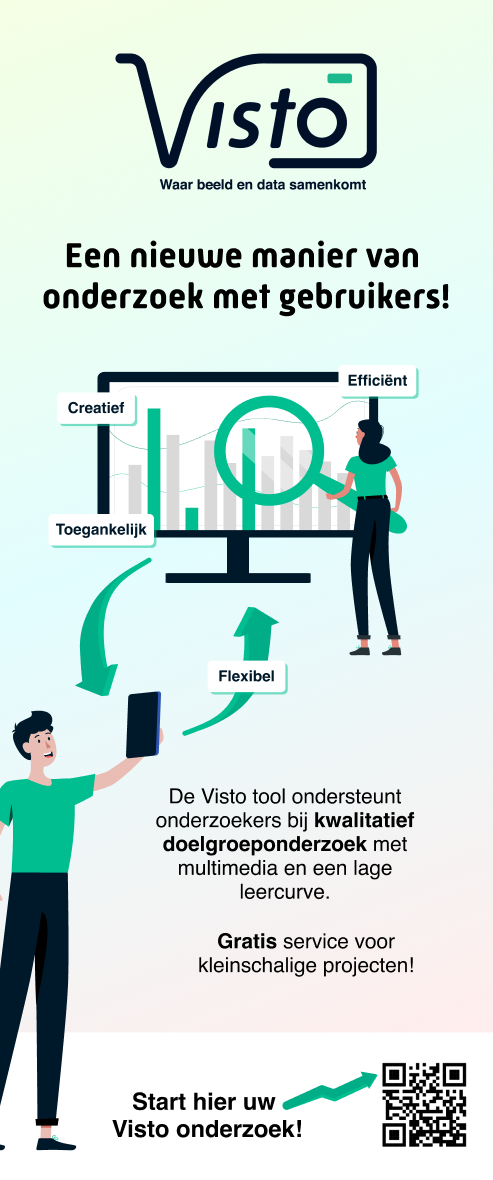 Visto
Waar beeld en data samenkomt
Een nieuwe manier van
onderzoek met gebruikers!
Efficiënt
Creatief
Toegankelijk
Flexibel
De Visto tool ondersteunt
onderzoekers bij kwalitatief
doelgroeponderzoek met
multimedia en een lage
leercurve.
Gratis service voor
kleinschalige projecten!
Start hier uw
Visto onderzoek!